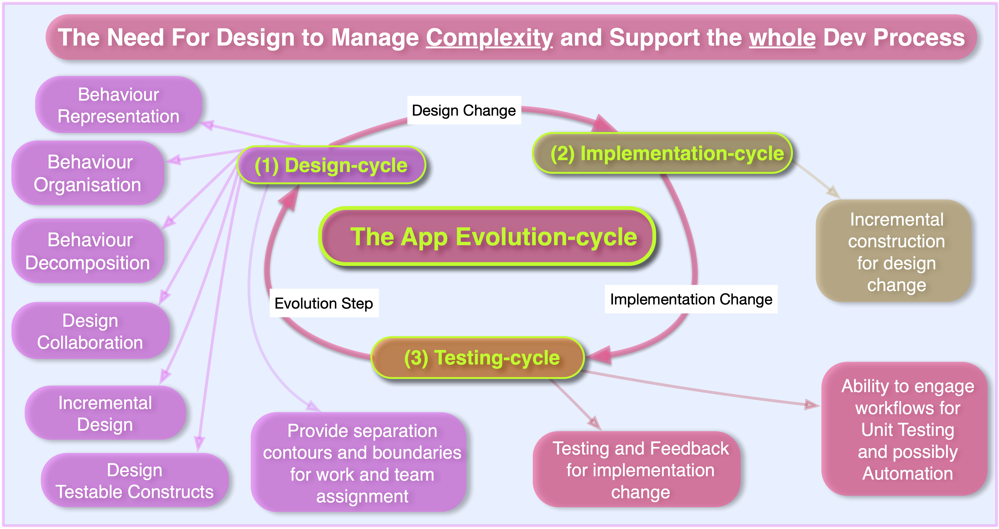 The Need For Design to Manage Complexity and Support the whole Dev Process
Behaviour
Representation
Behaviour
Organisation
Behaviour
Decomposition
Design
Collaboration
Incremental
Design
Design
Testable Constructs
Design Change
(1) Design-cycle
(2) Implementation-cycle
The App Evolution-cycle
Evolution Step
Implementation Change
(3) Testing-cycle
Incremental
construction
for design
change
Provide separation
contours and boundaries
for work and team
assignment
Testing and Feedback
for implementation
change
Ability to engage
workflows for
Unit Testing
and possibly
Automation